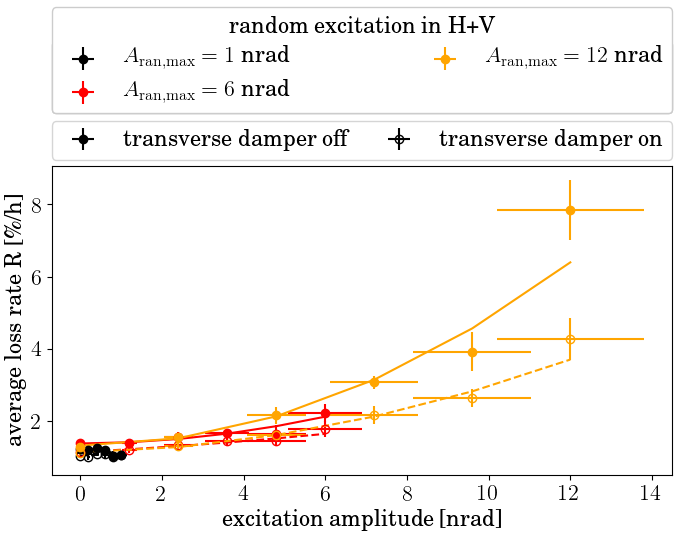 random excitation in H+V
A_ran,max = 1 nrad
A_ran,max = 12 nrad
A_ran,max = 6 nrad
transverse damper off
transverse damper on
average loss rate R [%/h]
8
6
4
2
0 2 4 6 8 10 12 14
excitation amplitude [nrad]